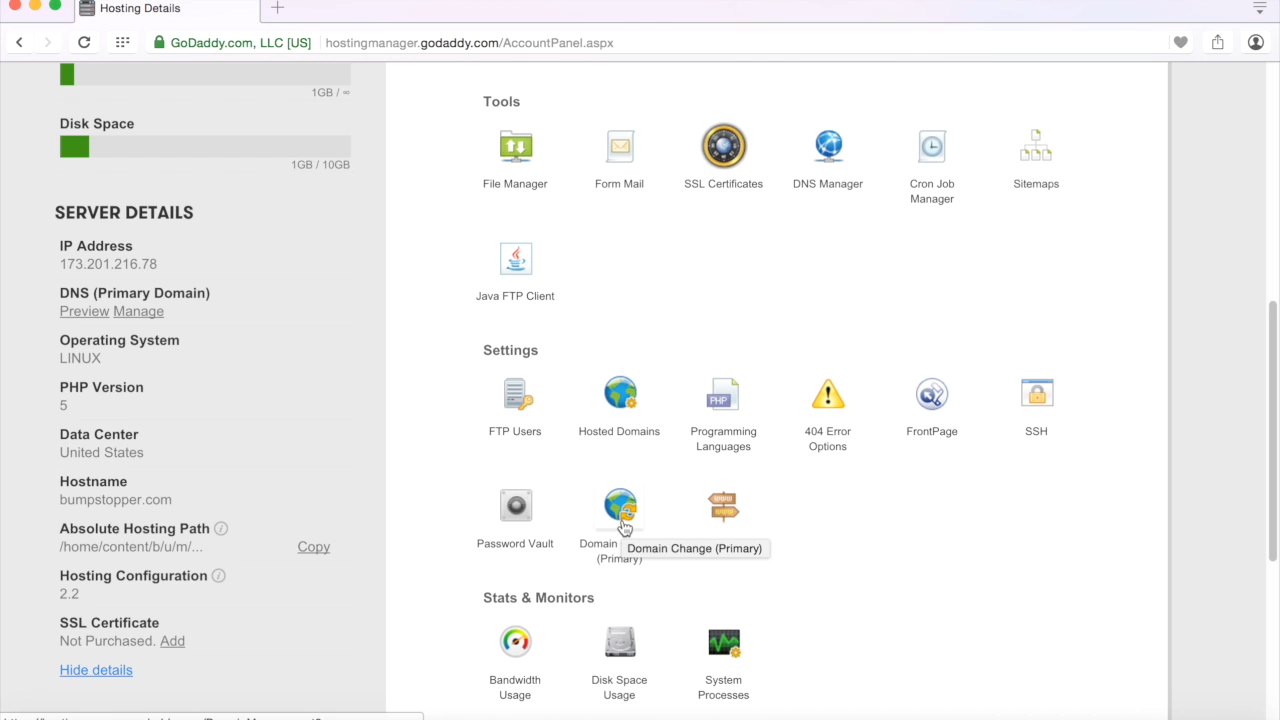 Hosting Details
GoDaddy.com, LLC [US]
hostingmanager.godaddy.com/AccountPanel.aspx
1GB / ∞
Disk Space
1GB / 10GB
SERVER DETAILS
IP Address
173.201.216.78
DNS (Primary Domain)
Preview Manage
Operating System
LINUX
PHP Version
5
Data Center
United States
Hostname
bumpstopper.com
Absolute Hosting Path
/home/content/b/u/m/...
Copy
Hosting Configuration
2.2
SSL Certificate
Not Purchased. Add
Hide details
Tools
File Manager
Form Mail
SSL Certificates
DNS Manager
Cron Job
Manager
Sitemaps
Java FTP Client
Settings
FTP Users
Hosted Domains
PHP
Programming
Languages
404 Error
Options
FrontPage
SSH
Password Vault
Domain
(Primary)
Domain Change (Primary)
www
www
Stats & Monitors
Bandwidth
Usage
Disk Space
Usage
System
Processes